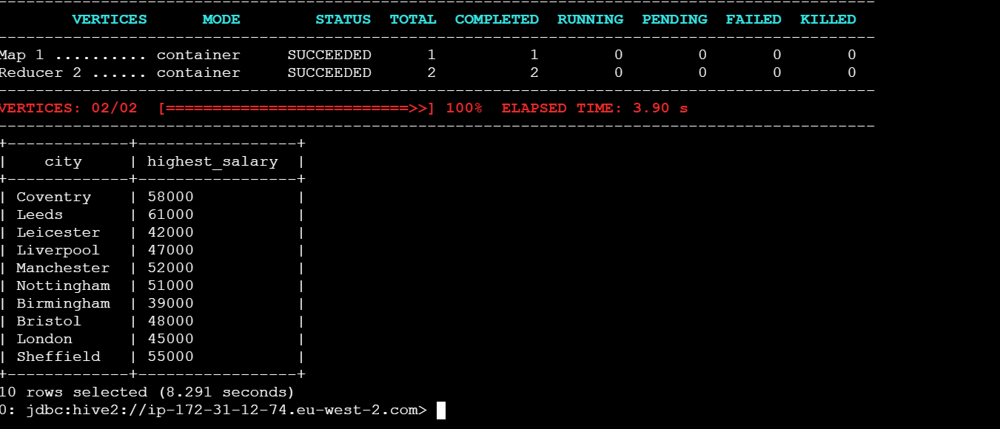 ----------------------------------------------------------------------------------------------
        VERTICES      MODE        STATUS  TOTAL  COMPLETED  RUNNING  PENDING  FAILED  KILLED
----------------------------------------------------------------------------------------------
Map 1 .......... container     SUCCEEDED      1          1        0        0       0       0
Reducer 2 ...... container     SUCCEEDED      2          2        0        0       0       0
----------------------------------------------------------------------------------------------
VERTICES: 02/02  [==========================>>] 100%  ELAPSED TIME: 3.90 s
----------------------------------------------------------------------------------------------
+-------------+-----------------+
|    city     | highest_salary  |
+-------------+-----------------+
| Coventry    | 58000           |
| Leeds       | 61000           |
| Leicester   | 42000           |
| Liverpool   | 47000           |
| Manchester  | 52000           |
| Nottingham  | 51000           |
| Birmingham  | 39000           |
| Bristol     | 48000           |
| London      | 45000           |
| Sheffield   | 55000           |
+-------------+-----------------+
10 rows selected (8.291 seconds)
0: jdbc:hive2://ip-172-31-12-74.eu-west-2.com>